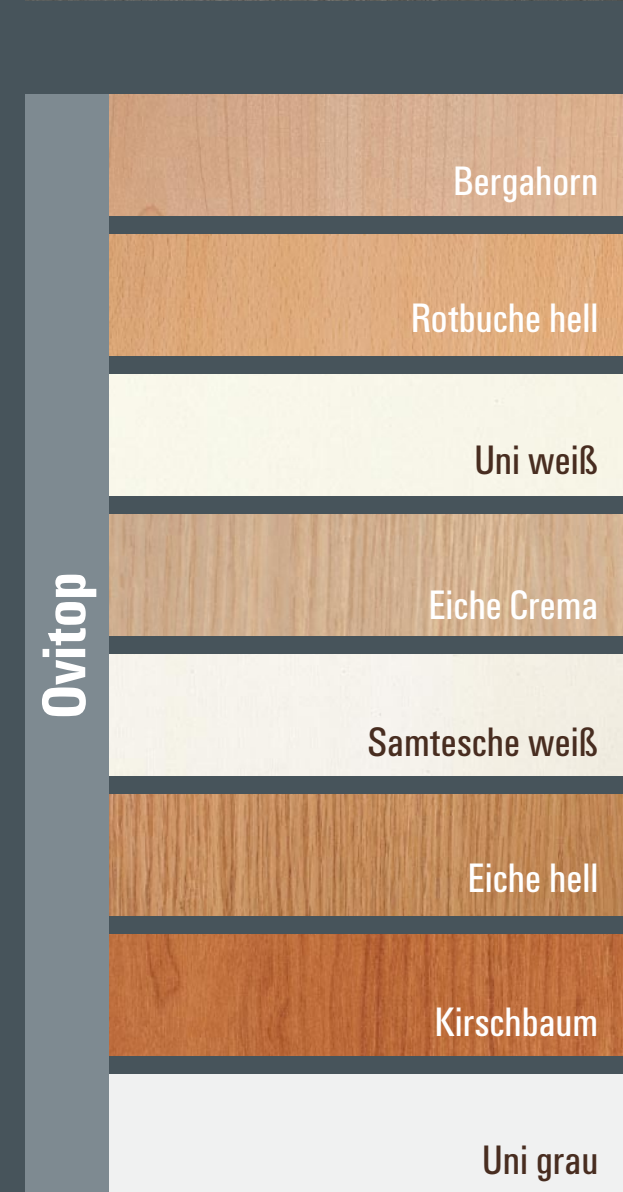 Ovitop
Bergahorn
Rotbuche hell
Uni weiß
Eiche Crema
Samtesche weiß
Eiche hell
Kirschbaum
Uni grau